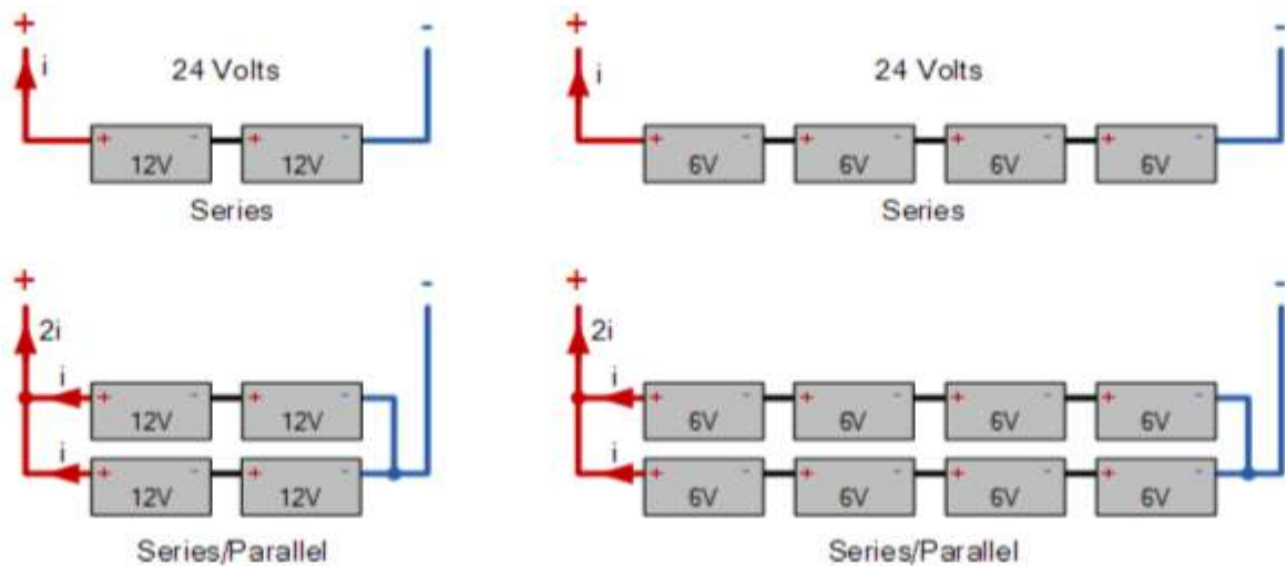 + -
i 24 Volts
+ - + -
12V 12V
Series
+ -
i 24 Volts
+ - + - + - + -
6V 6V 6V 6V
Series
+ -
2i
i
+ - + -
12V 12V
i
+ - + -
12V 12V
Series/Parallel
+ -
2i
i
+ - + - + - + -
6V 6V 6V 6V
i
+ - + - + - + -
6V 6V 6V 6V
Series/Parallel